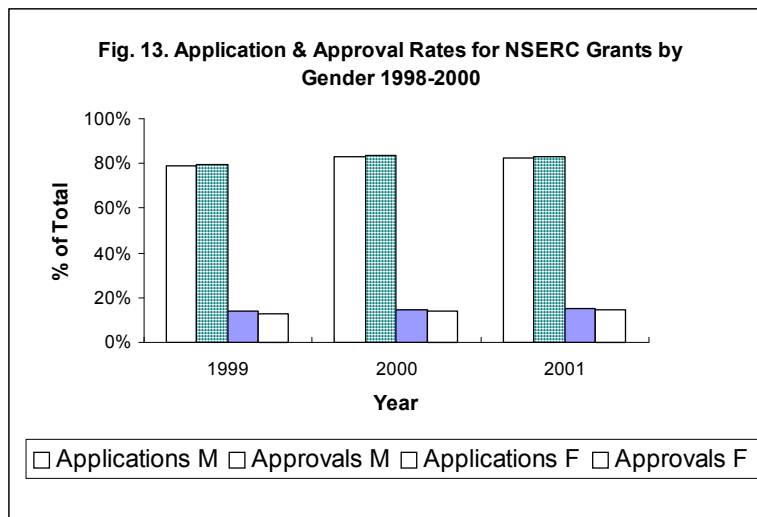 Fig. 13. Application & Approval Rates for NSERC Grants by
Gender 1998-2000
100%
80%
60%
40%
20%
0%
% of Total
1999
2000
2001
Year
Applications M
Approvals M
Applications F
Approvals F